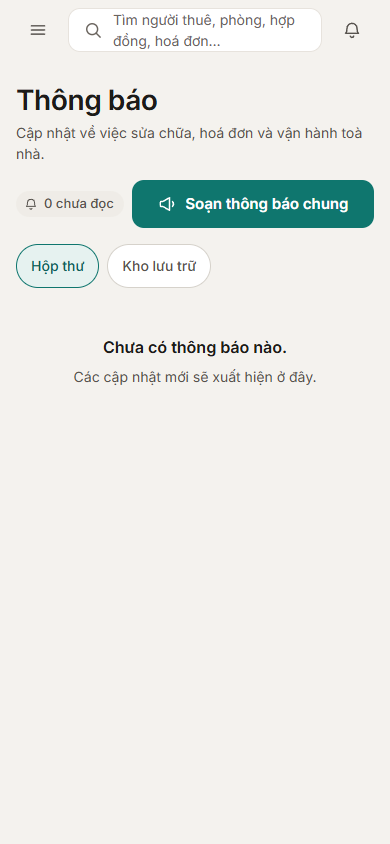 Tìm người thuê, phòng, hợp
đồng, hoá đơn...
Thông báo
Cập nhật về việc sửa chữa, hoá đơn và vận hành toà
nhà.
0 chưa đọc
Soạn thông báo chung
Hộp thư
Kho lưu trữ
Chưa có thông báo nào.
Các cập nhật mới sẽ xuất hiện ở đây.